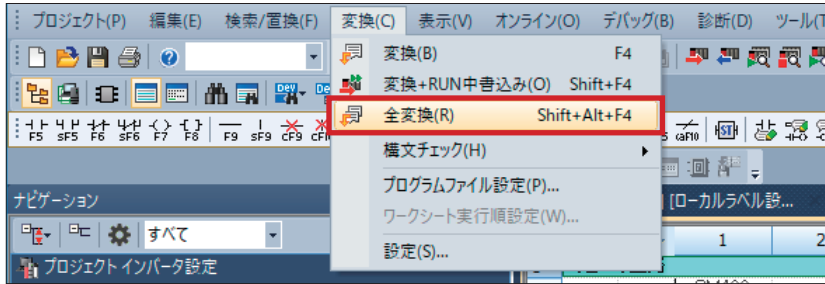 プロジェクト(P) 編集(E) 検索/置換(F) 変換(C) 表示(V) オンライン(O) デバッグ(B) 診断(D) ツール(T
変換(B) F4
変換+RUN中書込み(O) Shift+F4
全変換(R) Shift+Alt+F4
構文チェック(H)
プログラムファイル設定(P)...
ワークシート実行順設定(W)...
設定(S)...
F5 sF5 F6 sF6 F7 F8 F9 sF9 cF9 caF10
ナビゲーション
[ローカルラベル設...
すべて
1 2
プロジェクト インバータ設定